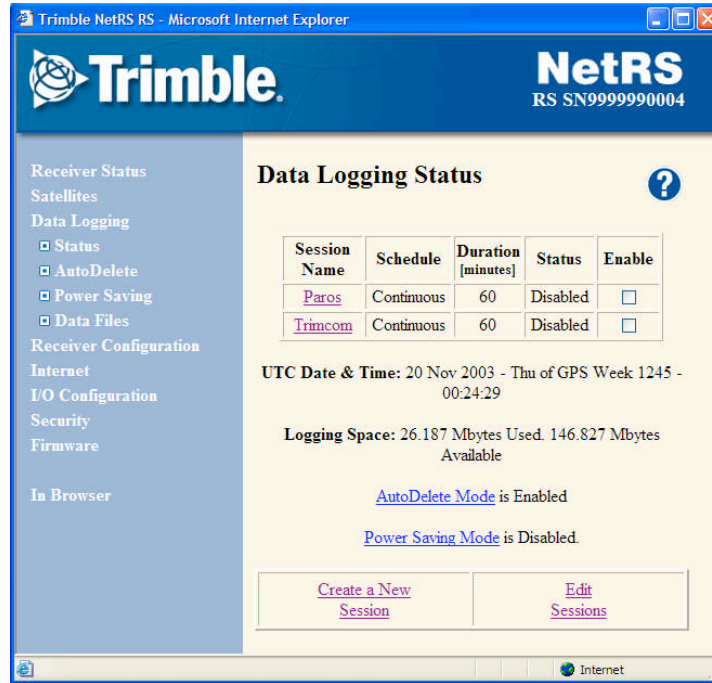 Trimble NetRS RS - Microsoft Internet Explorer
Trimble.
NetRS
RS SN9999990004
Receiver Status
Satellites
Data Logging
Status
AutoDelete
Power Saving
Data Files
Receiver Configuration
Internet
I/O Configuration
Security
Firmware
In Browser
Data Logging Status
?
Session Name Schedule Duration [minutes] Status Enable
Paros Continuous 60 Disabled
Trimcom Continuous 60 Disabled
UTC Date & Time: 20 Nov 2003 - Thu of GPS Week 1245 -
00:24:29
Logging Space: 26.187 Mbytes Used. 146.827 Mbytes
Available
AutoDelete Mode is Enabled
Power Saving Mode is Disabled.
Create a New
Session
Edit
Sessions
Internet